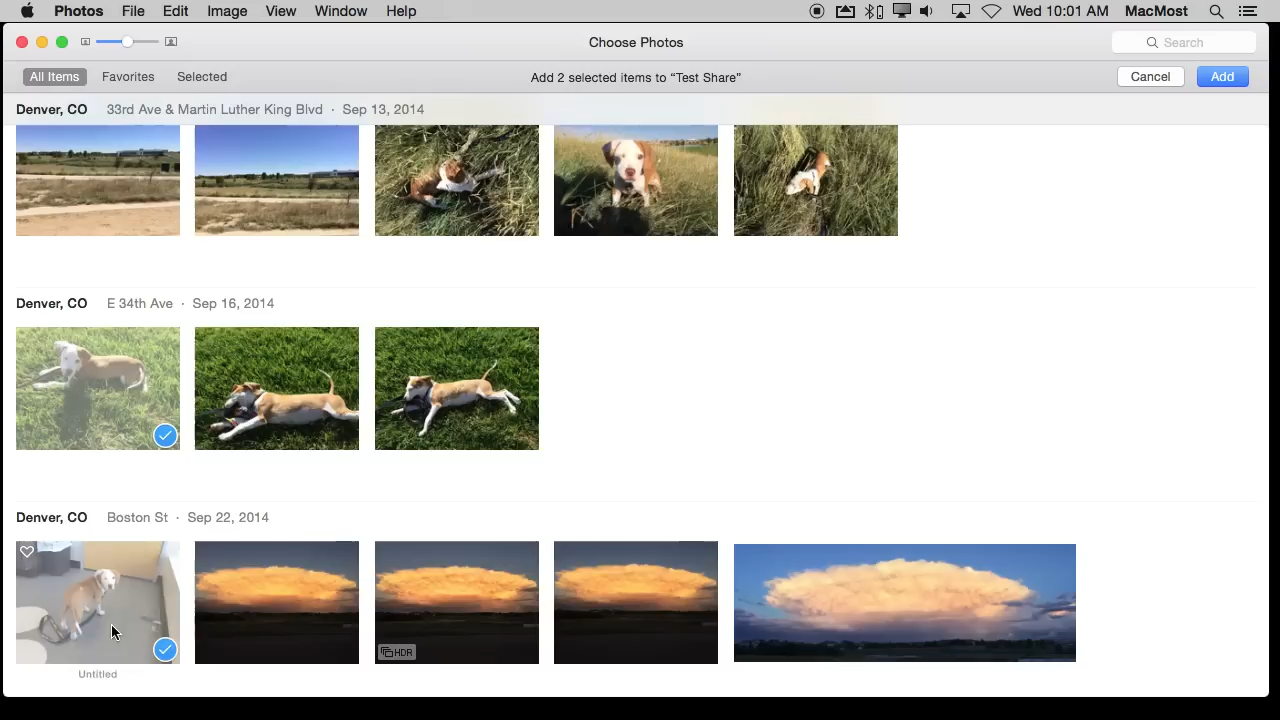 Photos File Edit Image View Window Help Wed 10:01 AM MacMost
Choose Photos
Search
All Items Favorites Selected Add 2 selected items to “Test Share” Cancel Add
Denver, CO 33rd Ave & Martin Luther King Blvd · Sep 13, 2014
Denver, CO E 34th Ave · Sep 16, 2014
Denver, CO Boston St · Sep 22, 2014
HDR
Untitled